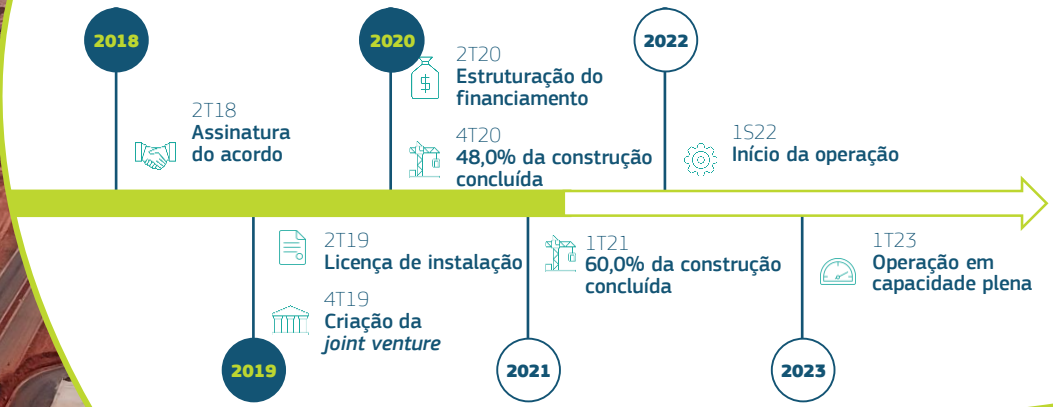 2018
2T18
Assinatura
do acordo
2019
2T19
Licença de instalação
4T19
Criação da
joint venture
2020
2T20
Estruturação do
financiamento
4T20
48,0% da construção
concluída
2021
1T21
60,0% da construção
concluída
2022
1S22
Início da operação
2023
1T23
Operação em
capacidade plena
$